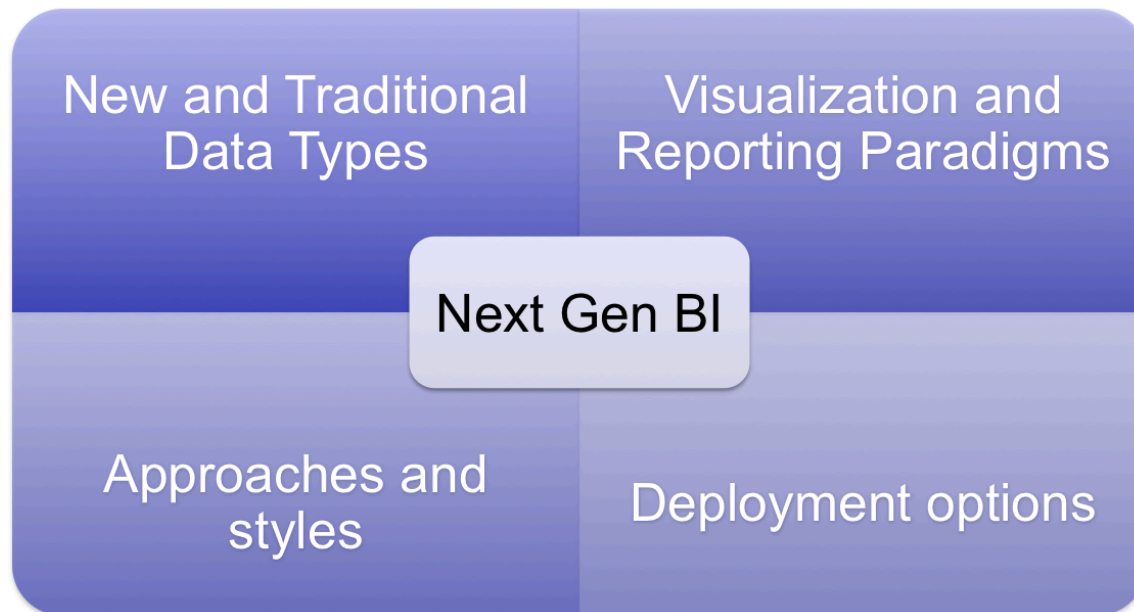 New and Traditional
Data Types
Visualization and
Reporting Paradigms
Next Gen BI
Approaches and
styles
Deployment options